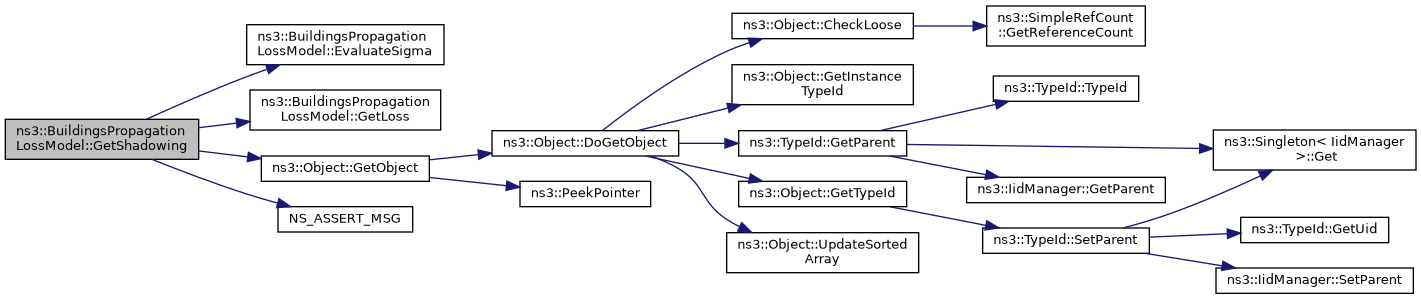 ns3::BuildingsPropagation
LossModel::GetShadowing
ns3::BuildingsPropagation
LossModel::EvaluateSigma
ns3::BuildingsPropagation
LossModel::GetLoss
ns3::Object::GetObject
NS_ASSERT_MSG
ns3::Object::DoGetObject
ns3::PeekPointer
ns3::Object::CheckLoose
ns3::Object::GetInstance
TypeId
ns3::TypeId::GetParent
ns3::Object::GetTypeId
ns3::Object::UpdateSorted
Array
ns3::SimpleRefCount
::GetReferenceCount
ns3::TypeId::TypeId
ns3::IidManager::GetParent
ns3::TypeId::SetParent
ns3::Singleton< IidManager
>::Get
ns3::TypeId::GetUid
ns3::IidManager::SetParent